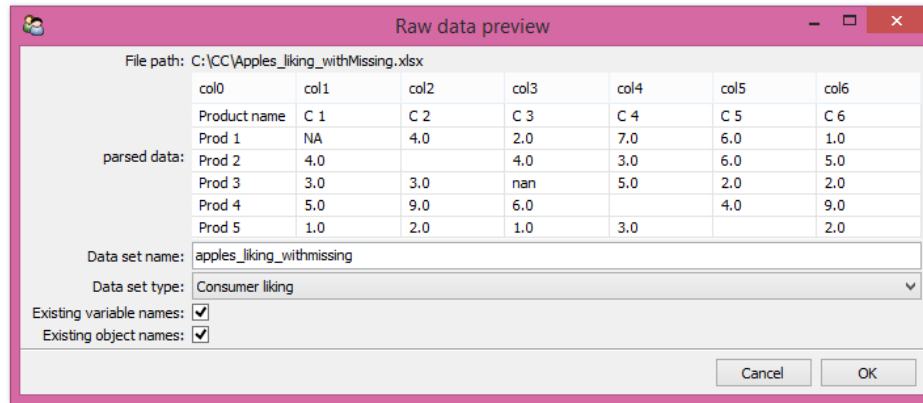 Raw data preview
File path: C:\CC\Apples_liking_withMissing.xlsx
col0 col1 col2 col3 col4 col5 col6
Product name C 1 C 2 C 3 C 4 C 5 C 6
Prod 1 NA 4.0 2.0 7.0 6.0 1.0
parsed data: Prod 2 4.0 4.0 3.0 6.0 5.0
Prod 3 3.0 3.0 nan 5.0 2.0 2.0
Prod 4 5.0 9.0 6.0 4.0 9.0
Prod 5 1.0 2.0 1.0 3.0 2.0
Data set name: apples_liking_withmissing
Data set type: Consumer liking
Existing variable names:
Existing object names:
Cancel OK